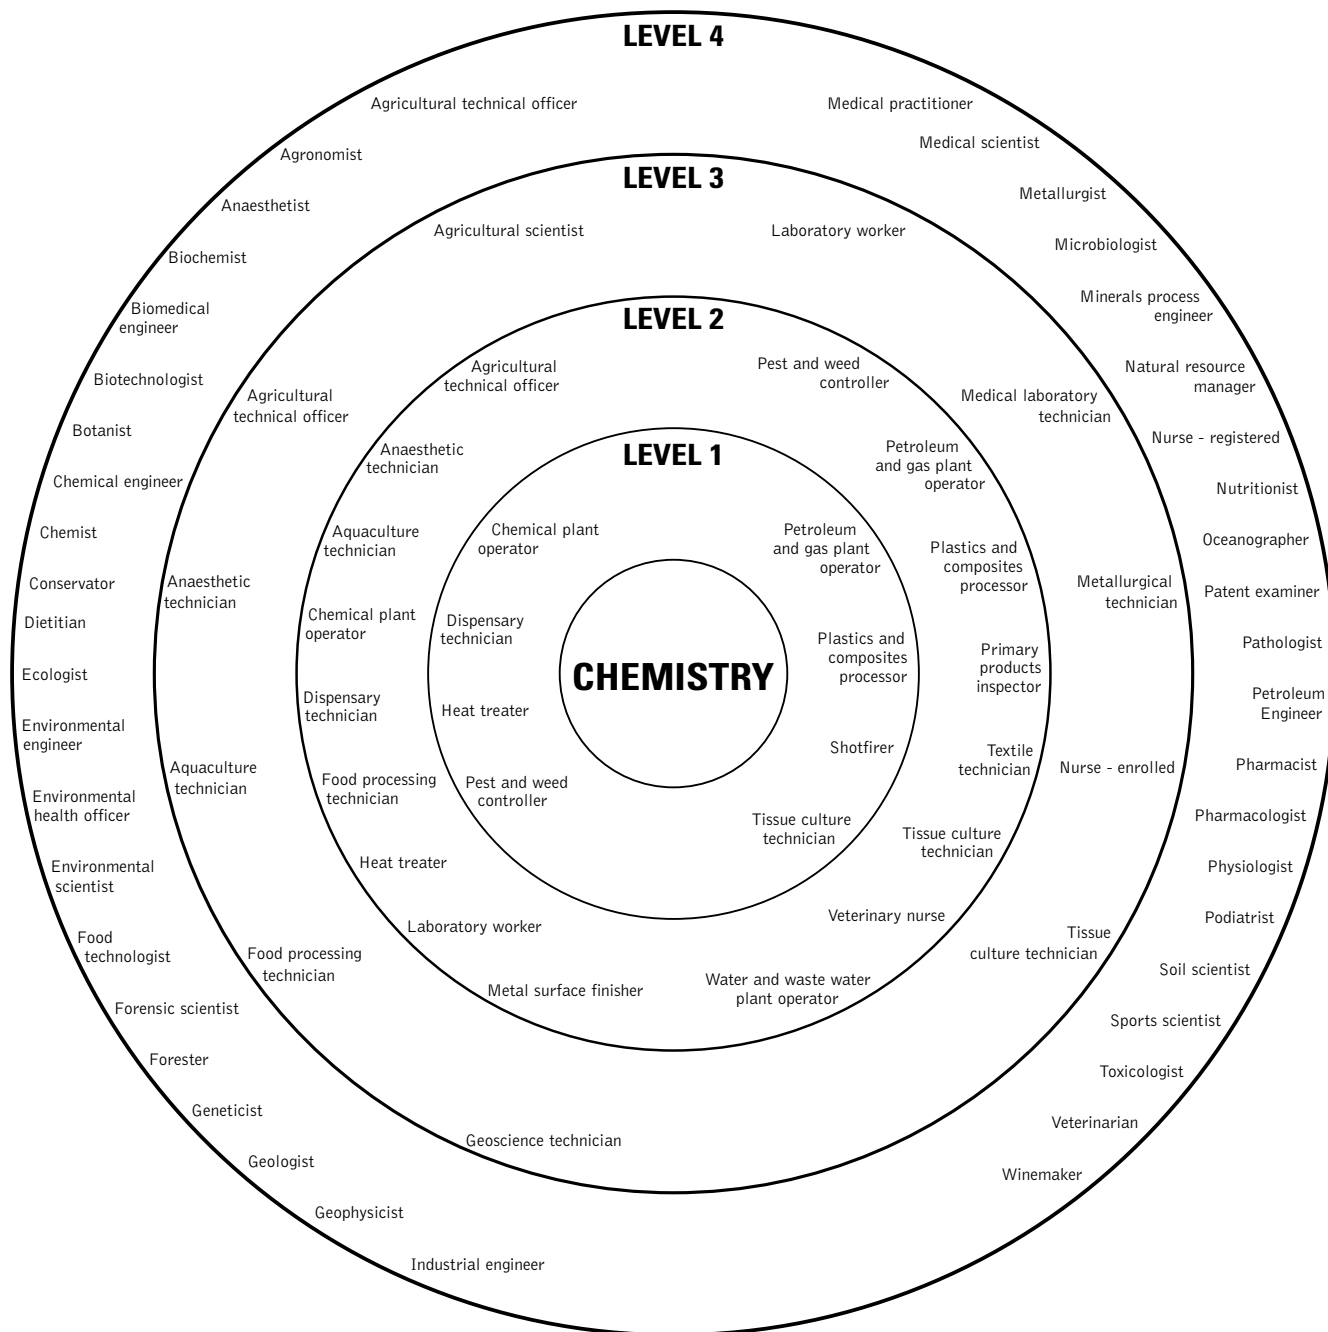 LEVEL 4
Agricultural technical officer
Agronomist
Anaesthetist
Biochemist
Biomedical
engineer
Biotechnologist
Botanist
Chemical engineer
Chemist
Conservator
Dietitian
Ecologist
Environmental
engineer
Environmental
health officer
Environmental
scientist
Food
technologist
Forensic scientist
Forester
Geneticist
Geologist
Geophysicist
Industrial engineer
Medical practitioner
Medical scientist
Metallurgist
Microbiologist
Minerals process
engineer
Natural resource
manager
Nurse - registered
Nutritionist
Oceanographer
Patent examiner
Pathologist
Petroleum
Engineer
Pharmacist
Pharmacologist
Physiologist
Podiatrist
Soil scientist
Sports scientist
Toxicologist
Veterinarian
Winemaker
LEVEL 3
Agricultural scientist
Agricultural
technical officer
Anaesthetic
technician
Aquaculture
technician
Food processing
technician
Geoscience technician
Laboratory worker
Medical laboratory
technician
Metallurgical
technician
Nurse - enrolled
Tissue
culture technician
LEVEL 2
Agricultural
technical officer
Anaesthetic
technician
Aquaculture
technician
Chemical plant
operator
Dispensary
technician
Food processing
technician
Heat treater
Laboratory worker
Metal surface finisher
Pest and weed
controller
Petroleum
and gas plant
operator
Plastics and
composites
processor
Primary
products
inspector
Textile
technician
Tissue culture
technician
Veterinary nurse
Water and waste water
plant operator
LEVEL 1
Chemical plant
operator
Dispensary
technician
Heat treater
Pest and weed
controller
Petroleum
and gas plant
operator
Plastics and
composites
processor
Shotfirer
Tissue culture
technician
CHEMISTRY